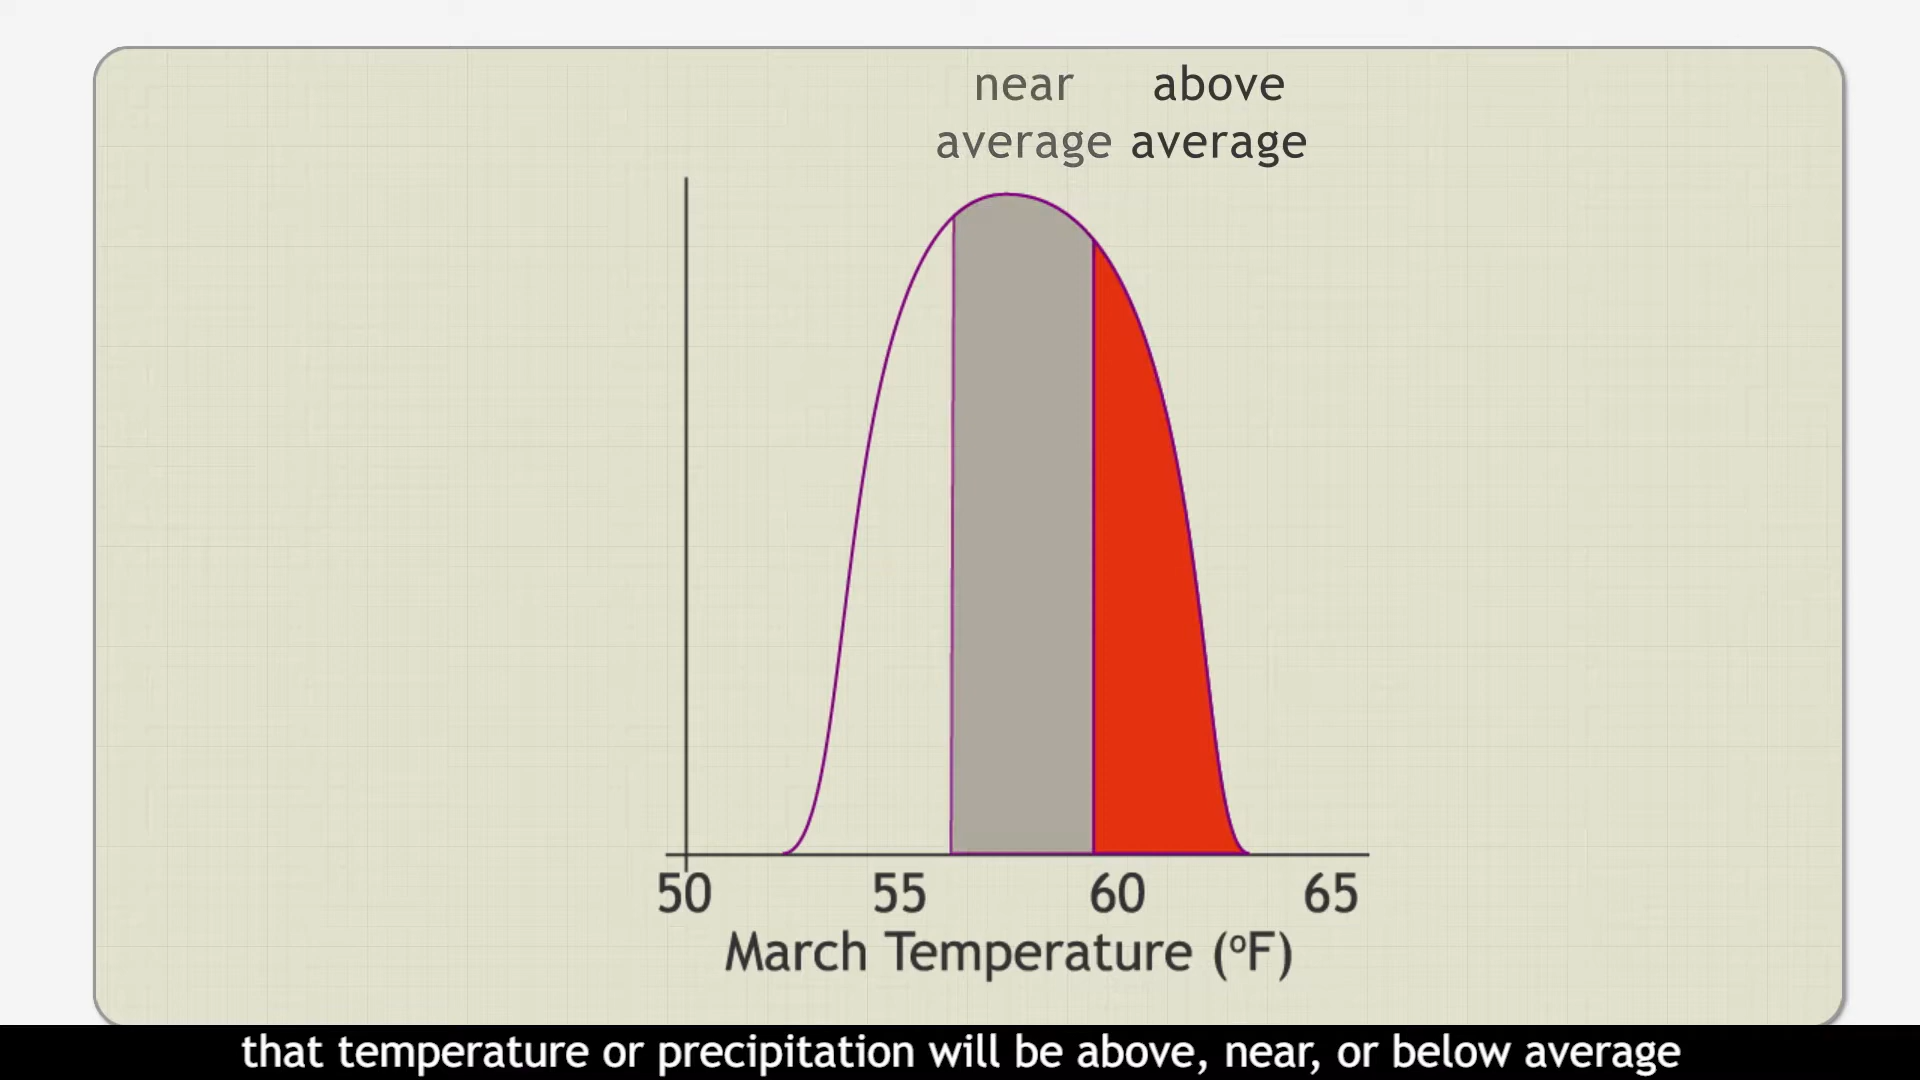 near above
average average
50 55 60 65
March Temperature (ºF)
that temperature or precipitation will be above, near, or below average